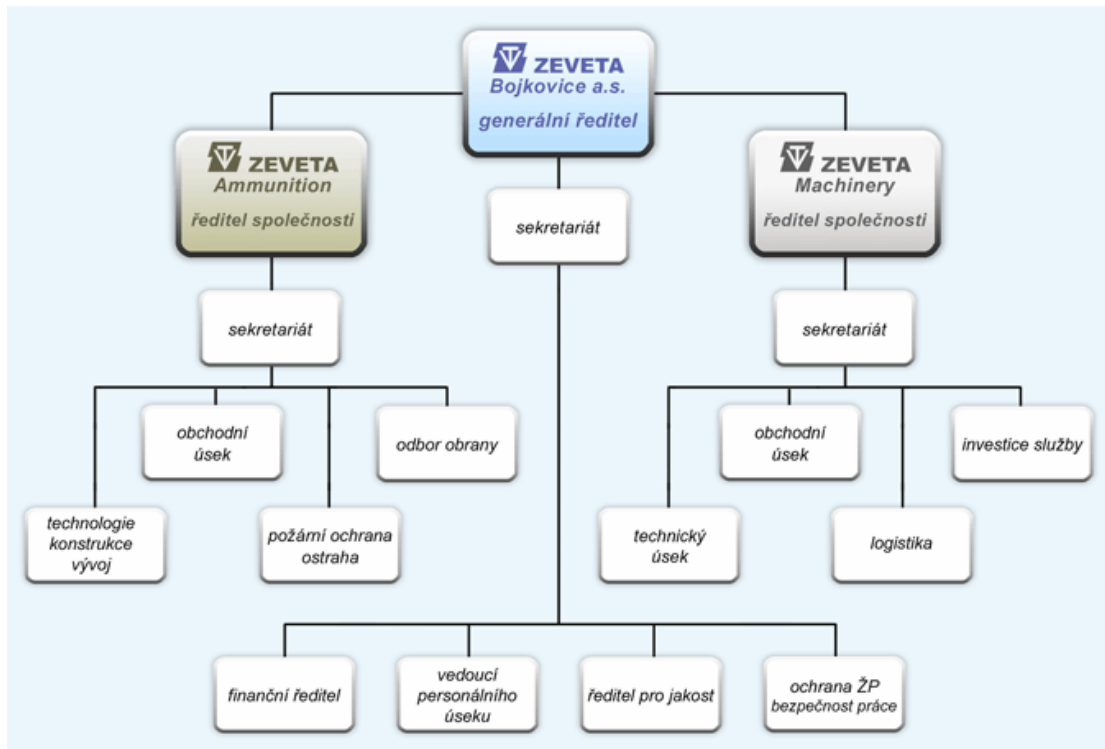 ZEVETA
Bojkovice a.s.
generální ředitel
ZEVETA
Ammunition
ředitel společnosti
ZEVETA
Machinery
ředitel společnosti
sekretariát
sekretariát
sekretariát
obchodní
úsek
odbor obrany
obchodní
úsek
investice služby
technologie
konstrukce
vývoj
požární ochrana
ostraha
technický
úsek
logistika
finanční ředitel
vedoucí
personálního
úseku
ředitel pro jakost
ochrana ŽP
bezpečnost práce